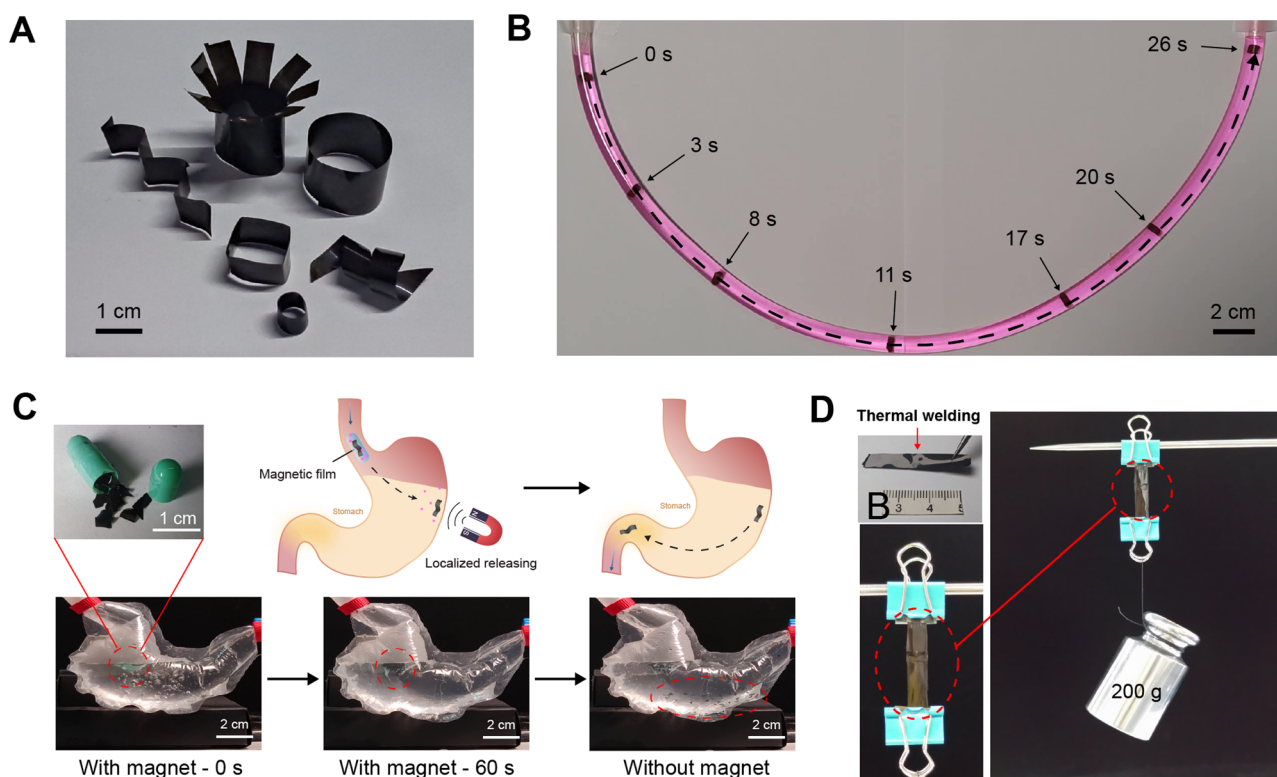 A
1 cm
B
0 s
3 s
8 s
11 s
17 s
20 s
26 s
2 cm
C
1 cm
Magnetic film
Stomach
N
S
Localized releasing
Stomach
2 cm
2 cm
2 cm
With magnet - 0 s
With magnet - 60 s
Without magnet
D
Thermal welding
B
3 4 5
200 g